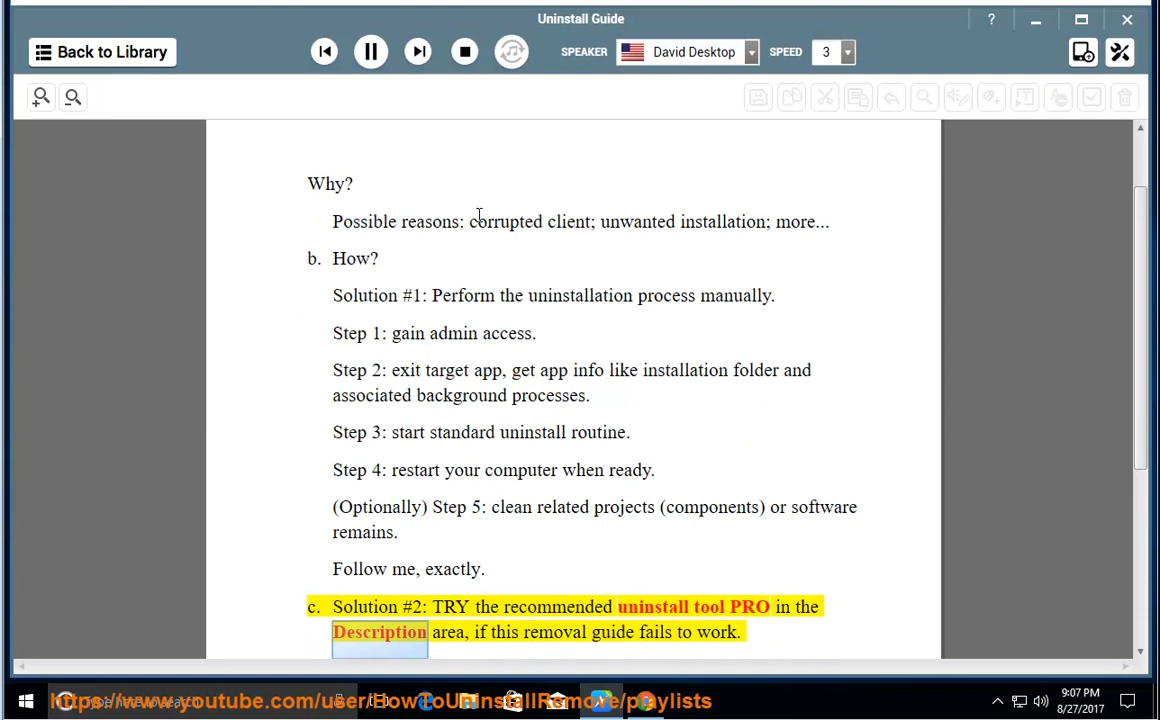 Uninstall Guide
?
Back to Library
SPEAKER
David Desktop
SPEED
3
Why?
Possible reasons: corrupted client; unwanted installation; more...
b. How?
Solution #1: Perform the uninstallation process manually.
Step 1: gain admin access.
Step 2: exit target app, get app info like installation folder and
associated background processes.
Step 3: start standard uninstall routine.
Step 4: restart your computer when ready.
(Optionally) Step 5: clean related projects (components) or software
remains.
Follow me, exactly.
c. Solution #2: TRY the recommended uninstall tool PRO in the
Description area, if this removal guide fails to work.
https://www.youtube.com/user/HowToUninstallRemove/playlists
Type here to search
9:07 PM
8/27/2017